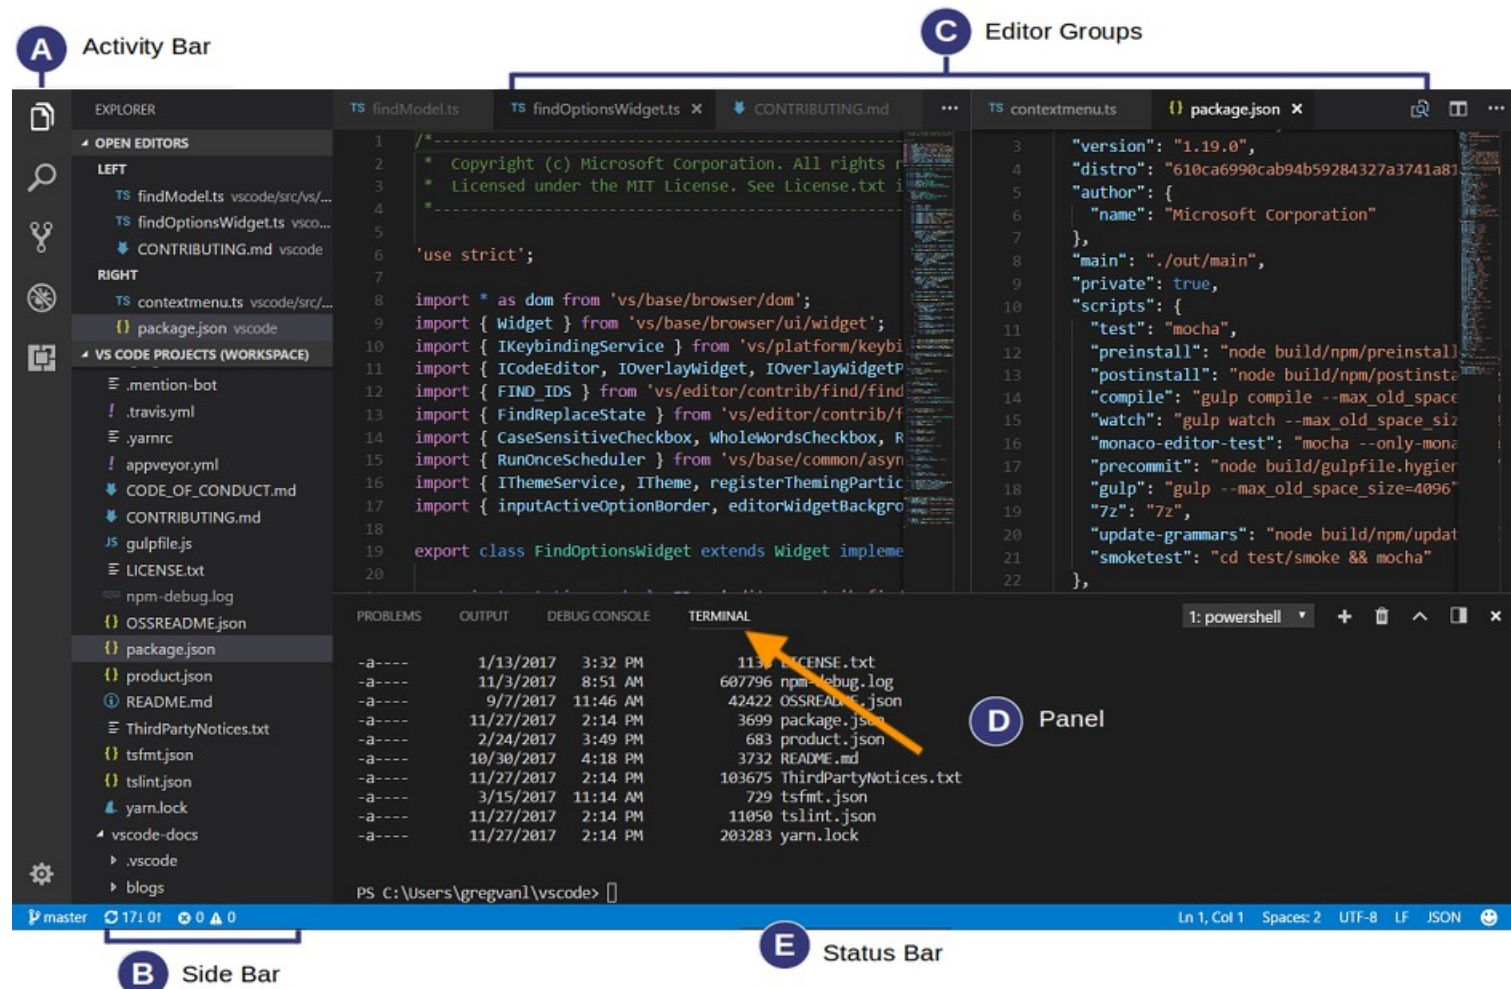 A Activity Bar
C Editor Groups
EXPLORER
OPEN EDITORS
LEFT
TS findModel.ts vscode/src/vs/...
TS findOptionsWidget.ts vsco...
CONTRIBUTING.md vscode
RIGHT
TS contextmenu.ts vscode/src/...
{} package.json vscode
VS CODE PROJECTS (WORKSPACE)
.mention-bot
! .travis.yml
.yarnrc
! appveyor.yml
CODE_OF_CONDUCT.md
CONTRIBUTING.md
JS gulpfile.js
LICENSE.txt
npm-debug.log
{} OSSREADME.json
{} package.json
{} product.json
README.md
ThirdPartyNotices.txt
{} tsfmt.json
{} tslint.json
yarn.lock
vscode-docs
.vscode
blogs
TS findModel.ts TS findOptionsWidget.ts × CONTRIBUTING.md ...
1 /*--------------------------------------------------------
2 * Copyright (c) Microsoft Corporation. All rights r
3 * Licensed under the MIT License. See License.txt i
4 *--------------------------------------------------------
5
6 'use strict';
7
8 import * as dom from 'vs/base/browser/dom';
9 import { Widget } from 'vs/base/browser/ui/widget';
10 import { IKeybindingService } from 'vs/platform/keybi
11 import { ICodeEditor, IOverlayWidget, IOverlayWidgetP
12 import { FIND_IDS } from 'vs/editor/contrib/find/find
13 import { FindReplaceState } from 'vs/editor/contrib/f
14 import { CaseSensitiveCheckbox, WholeWordsCheckbox, R
15 import { RunOnceScheduler } from 'vs/base/common/asyn
16 import { IThemeService, ITheme, registerThemingPartic
17 import { inputActiveOptionBorder, editorWidgetBackgro
18
19 export class FindOptionsWidget extends Widget impleme
20
TS contextmenu.ts {} package.json × ...
3 "version": "1.19.0",
4 "distro": "610ca6990cab94b59284327a3741a81
5 "author": {
6 "name": "Microsoft Corporation"
7 },
8 "main": "./out/main",
9 "private": true,
10 "scripts": {
11 "test": "mocha",
12 "preinstall": "node build/npm/preinstall
13 "postinstall": "node build/npm/postinsta
14 "compile": "gulp compile --max_old_space
15 "watch": "gulp watch --max_old_space_siz
16 "monaco-editor-test": "mocha --only-mona
17 "precommit": "node build/gulpfile.hygien
18 "gulp": "gulp --max_old_space_size=4096"
19 "7z": "7z",
20 "update-grammars": "node build/npm/updat
21 "smoketest": "cd test/smoke && mocha"
22 },
PROBLEMS OUTPUT DEBUG CONSOLE TERMINAL 1: powershell
-a---- 1/13/2017 3:32 PM LICENSE.txt
-a---- 11/3/2017 8:51 AM 607796 npm-debug.log
-a---- 9/7/2017 11:46 AM 42422 OSSREADME.json
-a---- 11/27/2017 2:14 PM 3699 package.json
-a---- 2/24/2017 3:49 PM 683 product.json
-a---- 10/30/2017 4:18 PM 3732 README.md
-a---- 11/27/2017 2:14 PM 103675 ThirdPartyNotices.txt
-a---- 3/15/2017 11:14 AM 729 tsfmt.json
-a---- 11/27/2017 2:14 PM 11050 tslint.json
-a---- 11/27/2017 2:14 PM 203283 yarn.lock
D Panel
PS C:\Users\gregvanl\vscode>
master 17↓ 0↑ 0 0 Ln 1, Col 1 Spaces: 2 UTF-8 LF JSON
B Side Bar
E Status Bar